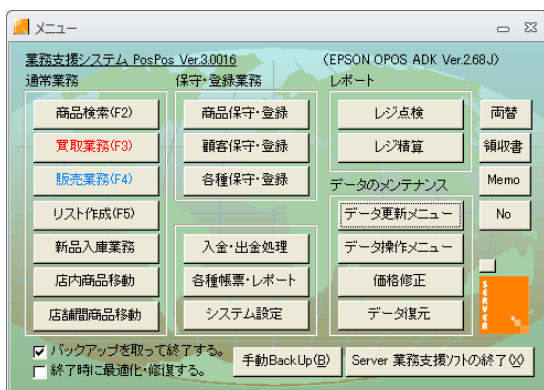 メニュー
業務支援システム PosPos Ver.3.0016
(EPSON OPOS ADK Ver.2.68J)
通常業務
商品検索(F2)
買取業務(F3)
販売業務(F4)
リスト作成(F5)
新品入庫業務
店内商品移動
店舗間商品移動
保守・登録業務
商品保守・登録
顧客保守・登録
各種保守・登録
入金・出金処理
各種帳票・レポート
システム設定
レポート
レジ点検
レジ精算
データのメンテナンス
データ更新メニュー
データ操作メニュー
価格修正
データ復元
両替
領収書
Memo
No
SERVER
バックアップを取って終了する。
終了時に最適化・修復する。
手動BackUp(B)
Server 業務支援ソフトの終了(X)